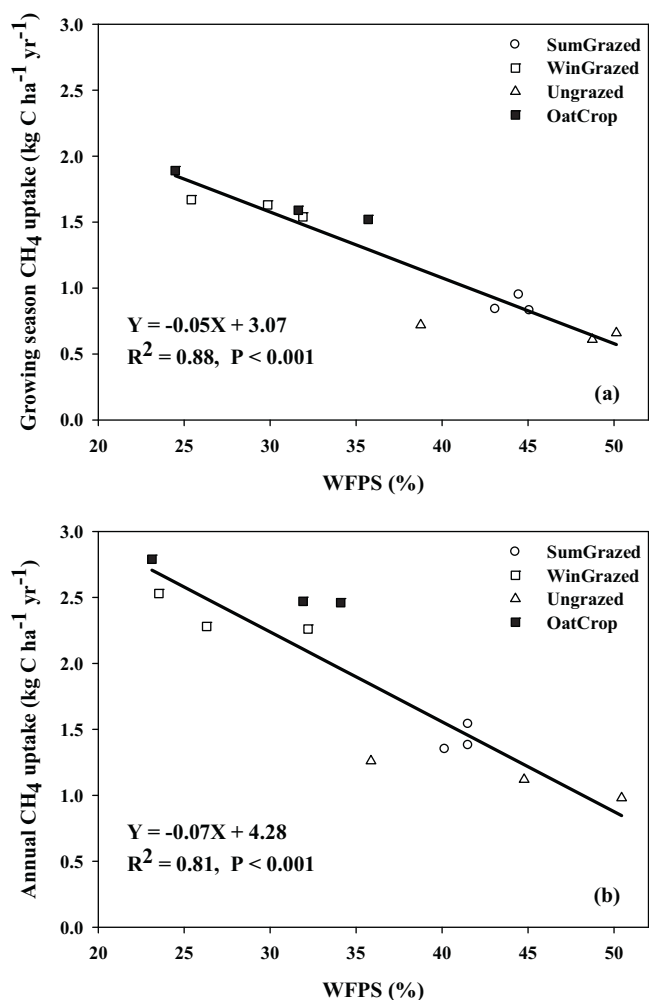 3.0
2.5
2.0
1.5
1.0
0.5
0.0
Growing season CH4 uptake (kg C ha-1 yr-1)
SumGrazed
WinGrazed
Ungrazed
OatCrop
Y = -0.05X + 3.07
R2 = 0.88, P < 0.001
(a)
20 25 30 35 40 45 50
WFPS (%)
3.0
2.5
2.0
1.5
1.0
0.5
0.0
Annual CH4 uptake (kg C ha-1 yr-1)
SumGrazed
WinGrazed
Ungrazed
OatCrop
Y = -0.07X + 4.28
R2 = 0.81, P < 0.001
(b)
20 25 30 35 40 45 50
WFPS (%)